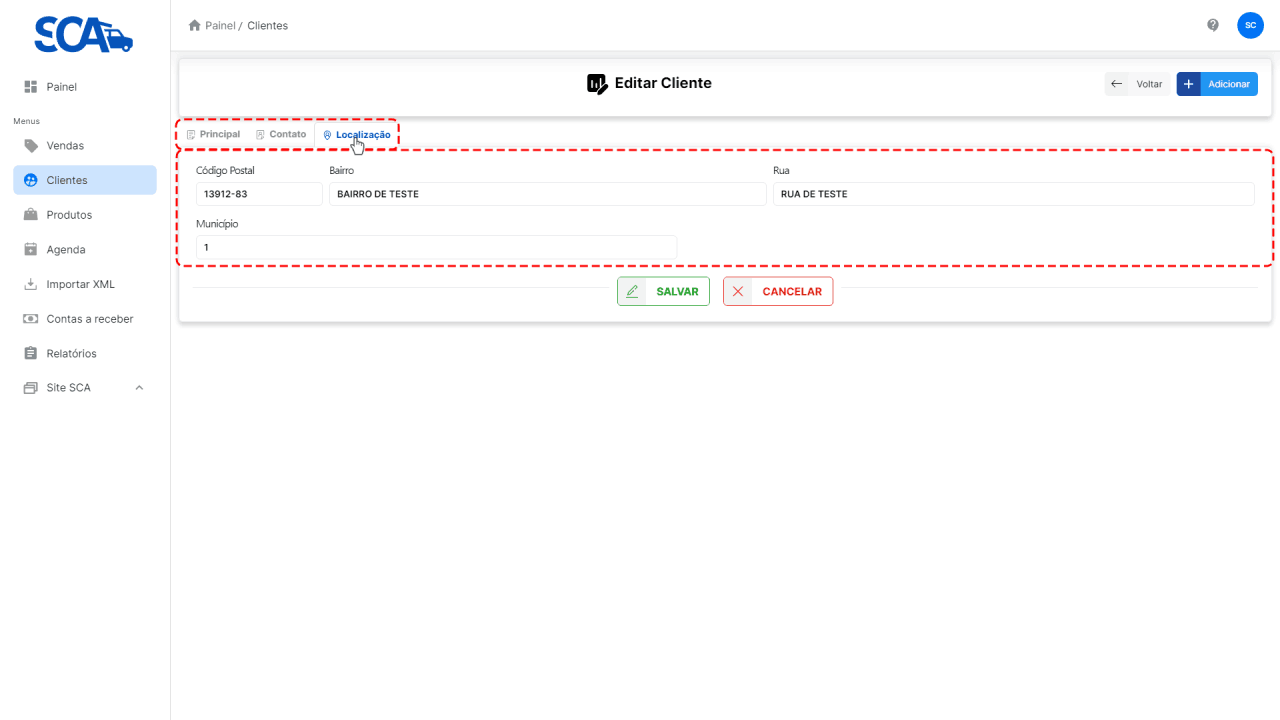 SCA
Painel / Clientes
SC
Painel
Menus
Vendas
Clientes
Produtos
Agenda
Importar XML
Contas a receber
Relatórios
Site SCA
Editar Cliente
Voltar
Adicionar
Principal
Contato
Localização
Código Postal
Bairro
Rua
13912-83
BAIRRO DE TESTE
RUA DE TESTE
Município
1
SALVAR
CANCELAR